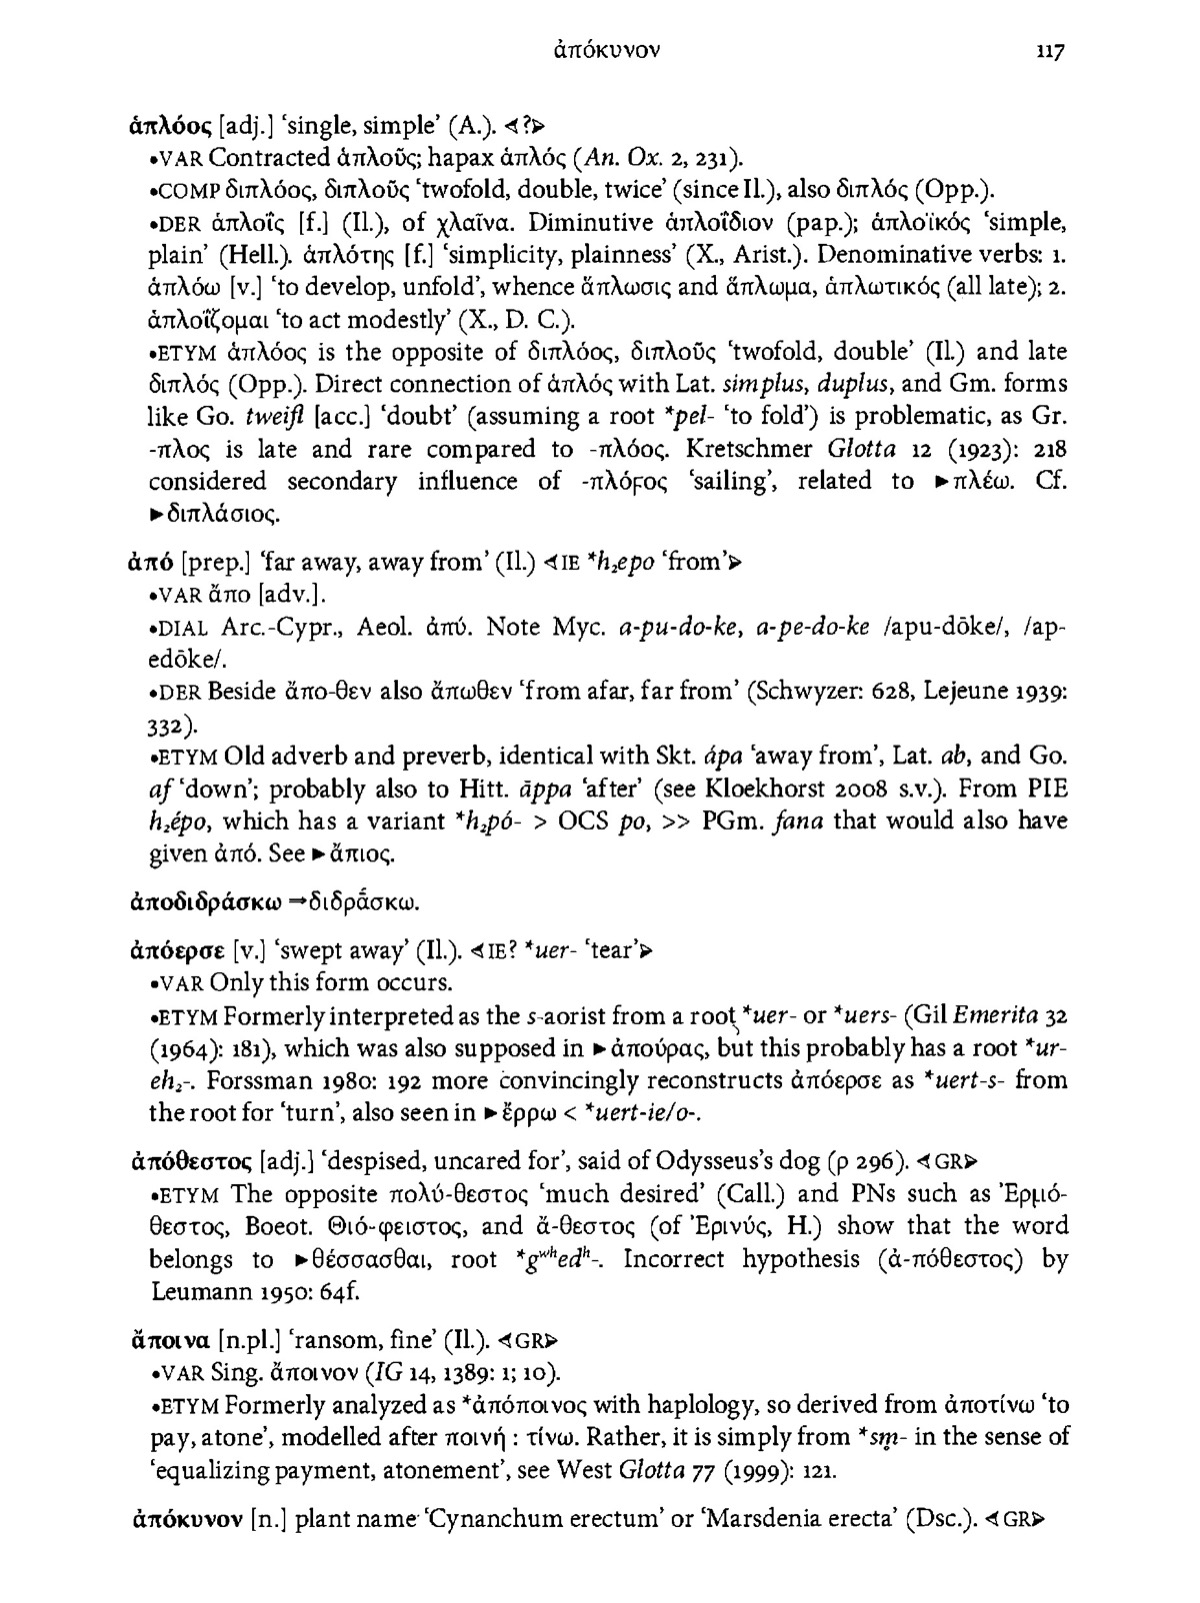 ἀπόκυνον 117
ἁπλόος [adj.] ‘single, simple’ (A.). ⊲?⊳
•VAR Contracted ἁπλοῦς; hapax ἁπλός (An. Ox. 2, 231).
•COMP διπλόος, διπλοῦς ‘twofold, double, twice’ (since Il.), also διπλός (Opp.).
•DER ἁπλοΐς [f.] (Il.), of χλαῖνα. Diminutive ἁπλοΐδιον (pap.); ἁπλοϊκός ‘simple,
plain’ (Hell.). ἁπλότης [f.] ‘simplicity, plainness’ (X., Arist.). Denominative verbs: 1.
ἁπλόω [v.] ‘to develop, unfold’, whence ἅπλωσις and ἅπλωμα, ἁπλωτικός (all late); 2.
ἁπλοΐζομαι ‘to act modestly’ (X., D. C.).
•ETYM ἁπλόος is the opposite of διπλόος, διπλοῦς ‘twofold, double’ (Il.) and late
διπλός (Opp.). Direct connection of ἁπλός with Lat. simplus, duplus, and Gm. forms
like Go. tweifl [acc.] ‘doubt’ (assuming a root *pel- ‘to fold’) is problematic, as Gr.
-πλος is late and rare compared to -πλόος. Kretschmer Glotta 12 (1923): 218
considered secondary influence of -πλόϝος ‘sailing’, related to ►πλέω. Cf.
►διπλάσιος.
ἀπό [prep.] ‘far away, away from’ (Il.) ⊲IE *h₂epo ‘from’⊳
•VAR ἄπο [adv.].
•DIAL Arc.-Cypr., Aeol. ἀπύ. Note Myc. a-pu-do-ke, a-pe-do-ke /apu-dōke/, /ap-
edōke/.
•DER Beside ἄπο-θεν also ἄπωθεν ‘from afar, far from’ (Schwyzer: 628, Lejeune 1939:
332).
•ETYM Old adverb and preverb, identical with Skt. ápa ‘away from’, Lat. ab, and Go.
af ‘down’; probably also to Hitt. āppa ‘after’ (see Kloekhorst 2008 s.v.). From PIE
h₂épo, which has a variant *h₂pó- > OCS po, >> PGm. fana that would also have
given ἀπό. See ►ἄπιος.
ἀποδιδράσκω ⇒διδρᾱ́σκω.
ἀπόερσε [v.] ‘swept away’ (Il.). ⊲IE? *uer- ‘tear’⊳
•VAR Only this form occurs.
•ETYM Formerly interpreted as the s-aorist from a root *uer- or *uers- (Gil Emerita 32
(1964): 181), which was also supposed in ►ἀπούρας, but this probably has a root *ur-
eh₂-. Forssman 1980: 192 more convincingly reconstructs ἀπόερσε as *uert-s- from
the root for ‘turn’, also seen in ►ἔρρω < *uert-ie/o-.
ἀπόθεστος [adj.] ‘despised, uncared for’, said of Odysseus’s dog (ρ 296). ⊲GR⊳
•ETYM The opposite πολύ-θεστος ‘much desired’ (Call.) and PNs such as Ἑρμό-
θεστος, Boeot. Θιό-φειστος, and ἄ-θεστος (of Ἐρινύς, H.) show that the word
belongs to ►θέσσασθαι, root *gʷʰedʰ-. Incorrect hypothesis (ἀ-πόθεστος) by
Leumann 1950: 64f.
ἄποινα [n.pl.] ‘ransom, fine’ (Il.). ⊲GR⊳
•VAR Sing. ἄποινον (IG 14, 1389: 1; 10).
•ETYM Formerly analyzed as *ἀπόποινος with haplology, so derived from ἀποτίνω ‘to
pay, atone’, modelled after ποινή : τίνω. Rather, it is simply from *sm̥- in the sense of
‘equalizing payment, atonement’, see West Glotta 77 (1999): 121.
ἀπόκυνον [n.] plant name ‘Cynanchum erectum’ or ‘Marsdenia erecta’ (Dsc.). ⊲GR⊳